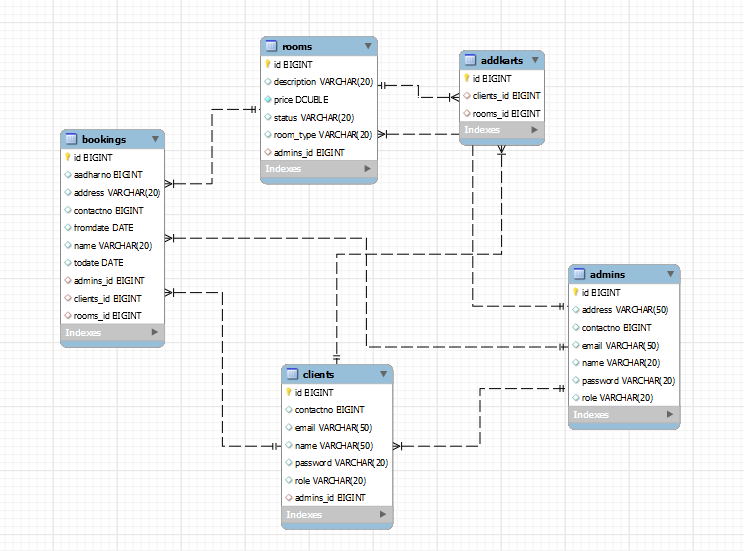 rooms
id BIGINT
description VARCHAR(20)
price DCUBLE
status VARCHAR(20)
room_type VARCHAR(20)
admins_id BIGINT
Indexes
addkarts
id BIGINT
clients_id BIGINT
rooms_id BIGINT
Indexes
bookings
id BIGINT
aadharno BIGINT
address VARCHAR(20)
contactno BIGINT
fromdate DATE
name VARCHAR(20)
todate DATE
admins_id BIGINT
clients_id BIGINT
rooms_id BIGINT
Indexes
admins
id BIGINT
address VARCHAR(50)
contactno BIGINT
email VARCHAR(50)
name VARCHAR(20)
password VARCHAR(20)
role VARCHAR(20)
Indexes
clients
id BIGINT
contactno BIGINT
email VARCHAR(50)
name VARCHAR(50)
password VARCHAR(20)
role VARCHAR(20)
admins_id BIGINT
Indexes